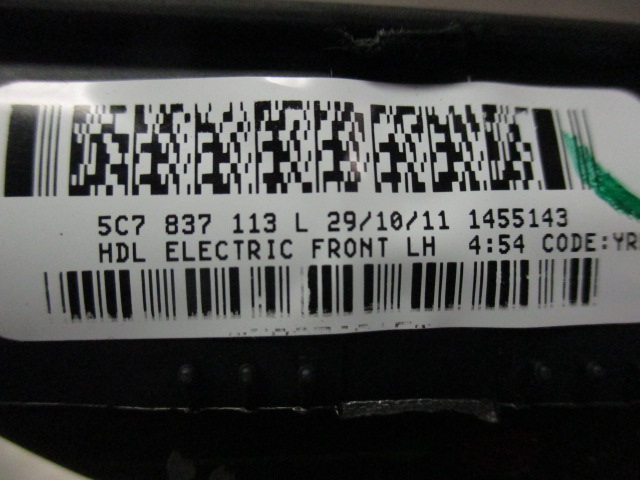 5C7 837 113 L 29/10/11 1455143
HDL ELECTRIC FRONT LH 4:54 CODE:YR